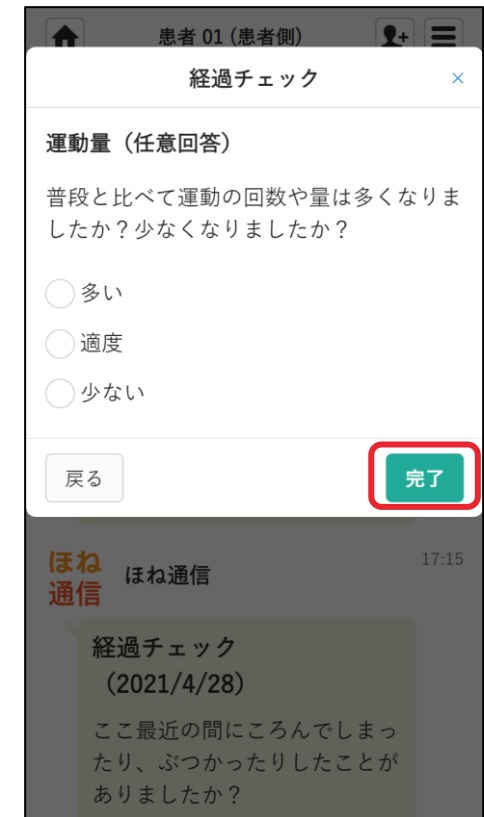 患者 01 (患者側)
経過チェック
×
運動量（任意回答）
普段と比べて運動の回数や量は多くなりま
したか？少なくなりましたか？
多い
適度
少ない
戻る
完了
ほね
通信
ほね通信
17:15
経過チェック
（2021/4/28）
ここ最近の間にころんでしまっ
たり、ぶつかったりしたことが
ありましたか？